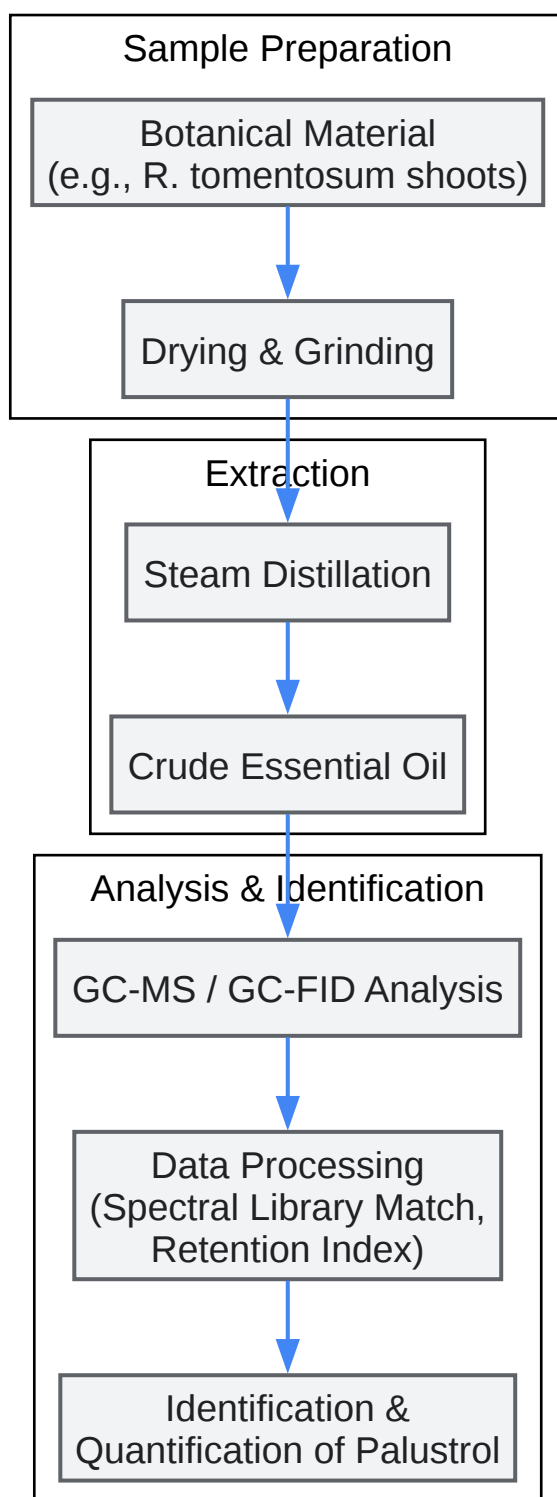 Sample Preparation
Botanical Material
(e.g., R. tomentosum shoots)
Drying & Grinding
Extraction
Steam Distillation
Crude Essential Oil
Analysis & Identification
GC-MS / GC-FID Analysis
Data Processing
(Spectral Library Match,
Retention Index)
Identification &
Quantification of Palustrol